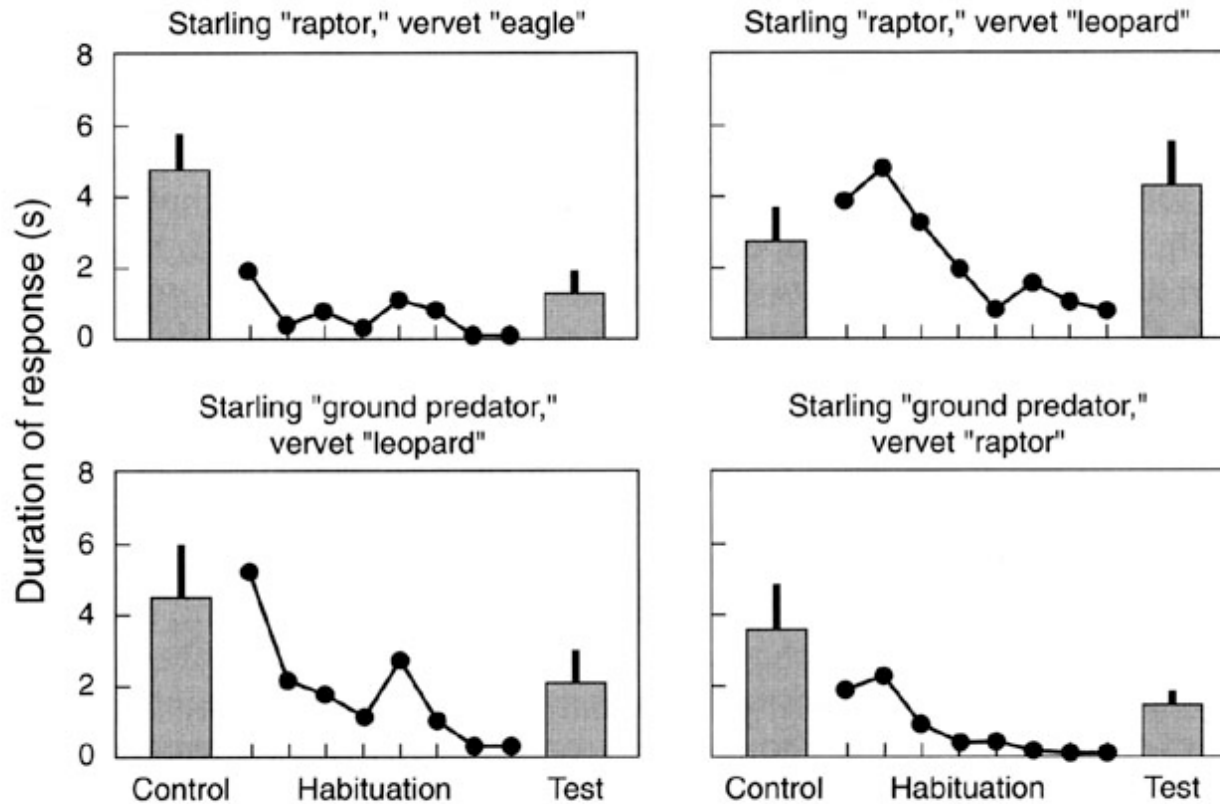 Starling "raptor," vervet "eagle"
Starling "raptor," vervet "leopard"
8
6
4
2
0
Starling "ground predator,"
vervet "leopard"
Starling "ground predator,"
vervet "raptor"
8
6
4
2
0
Duration of response (s)
Control Habituation Test
Control Habituation Test